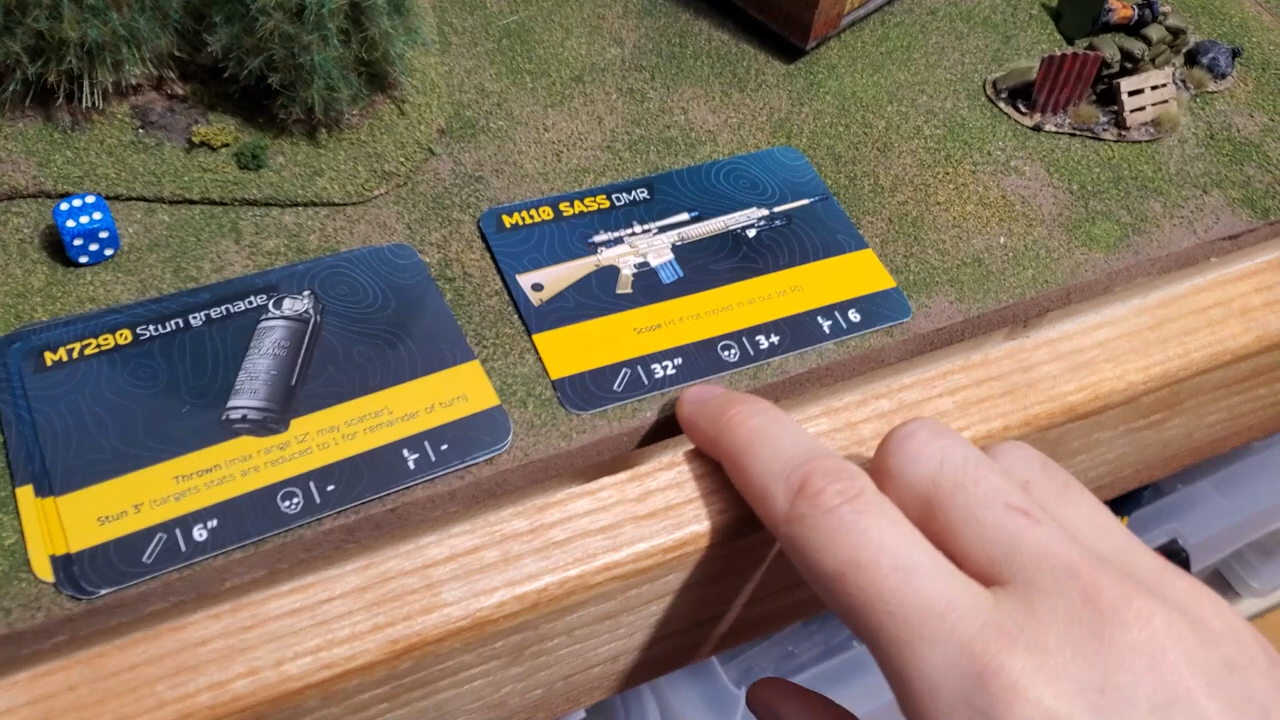 M110 SASS DMR
Scope (+1 if not moved in all but 1st P1)
32" 3+ 6
M7290 Stun grenade
Thrown (max range 12", may scatter),
Stun 3" (targets stats are reduced to 1 for remainder of turn)
6" - -